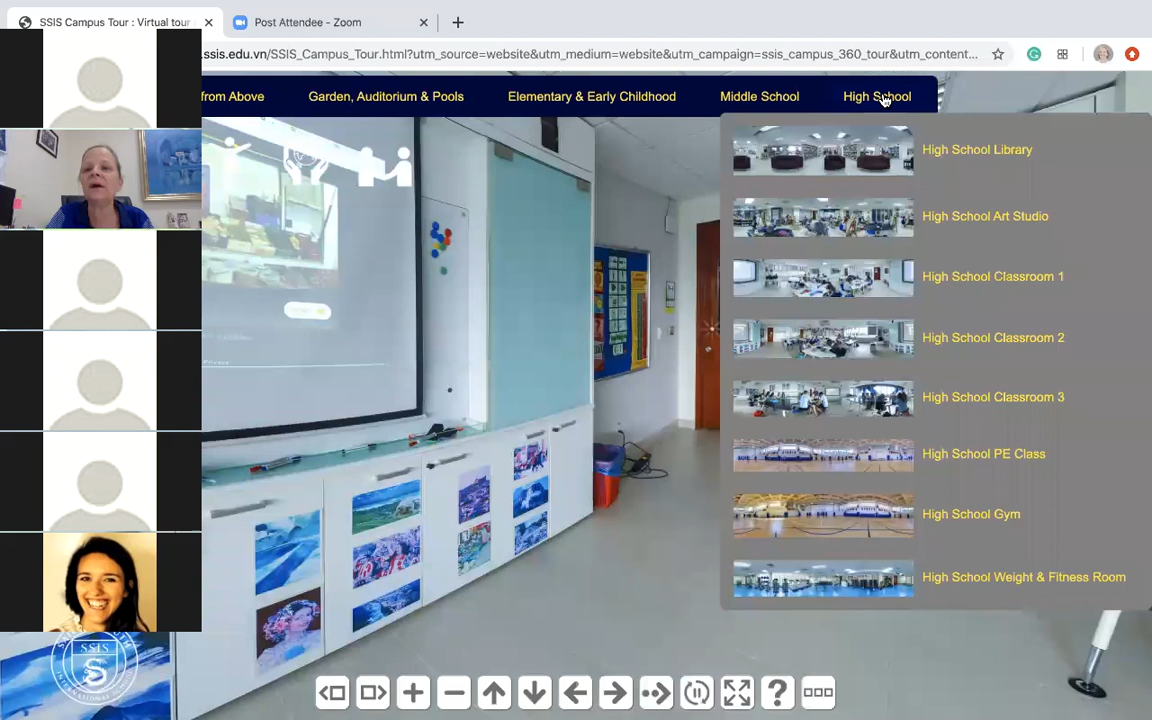 SSIS Campus Tour : Virtual tour
Post Attendee - Zoom
.ssis.edu.vn/SSIS_Campus_Tour.html?utm_source=website&utm_medium=website&utm_campaign=ssis_campus_360_tour&utm_content...
from Above
Garden, Auditorium & Pools
Elementary & Early Childhood
Middle School
High School
High School Library
High School Art Studio
High School Classroom 1
High School Classroom 2
High School Classroom 3
High School PE Class
High School Gym
High School Weight & Fitness Room
SSIS